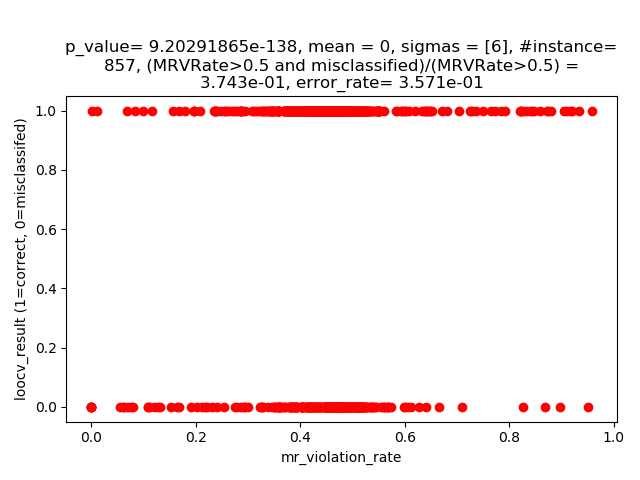 p_value= 9.20291865e-138, mean = 0, sigmas = [6], #instance=
857, (MRVRate>0.5 and misclassified)/(MRVRate>0.5) =
3.743e-01, error_rate= 3.571e-01
1.0
0.8
0.6
0.4
0.2
0.0
loocv_result (1=correct, 0=misclassifed)
0.0 0.2 0.4 0.6 0.8 1.0
mr_violation_rate